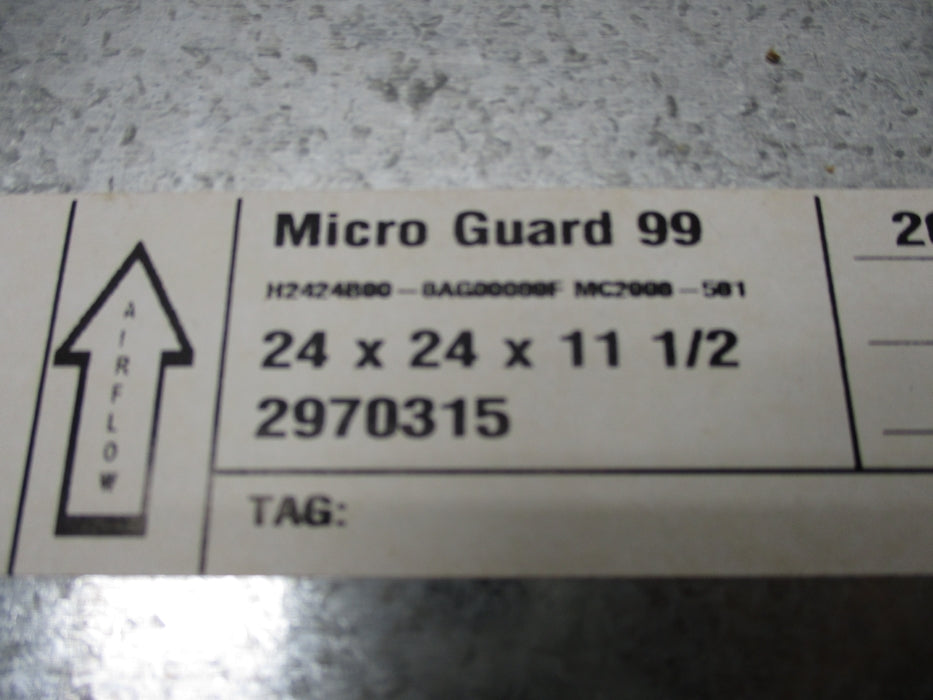 AIRFLOW
Micro Guard 99
24 x 24 x 11 1/2
2970315
TAG: